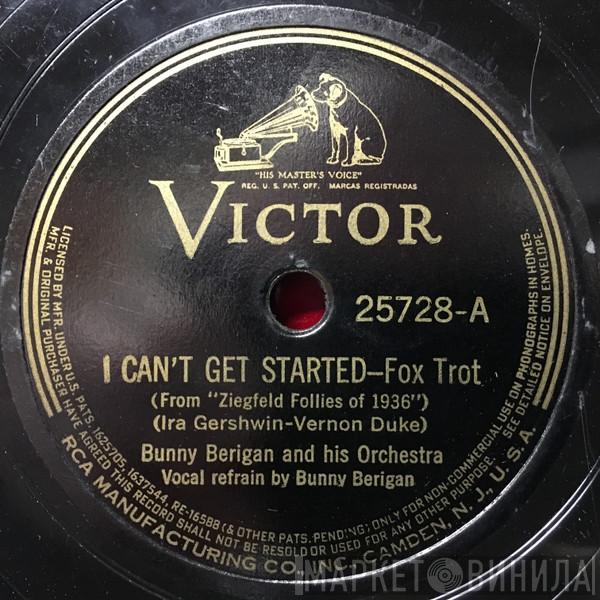 "HIS MASTER'S VOICE"
REG. U. S. PAT. OFF. MARCAS REGISTRADAS
VICTOR
25728-A
I CAN'T GET STARTED—Fox Trot
(From "Ziegfeld Follies of 1936")
(Ira Gershwin-Vernon Duke)
Bunny Berigan and his Orchestra
Vocal refrain by Bunny Berigan
LICENSED BY MFR. UNDER U.S. PATS. 1625705, 1637544, RE-16588 (& OTHER PATS. PENDING) ONLY FOR NON-COMMERCIAL USE ON PHONOGRAPHS IN HOMES.
MFR. & ORIGINAL PURCHASER HAVE AGREED THIS RECORD SHALL NOT BE RESOLD OR USED FOR ANY OTHER PURPOSE. SEE DETAILED NOTICE ON ENVELOPE.
RCA MANUFACTURING CO., INC., CAMDEN, N. J., U. S. A.
МАРКЕТ ВИНИЛА